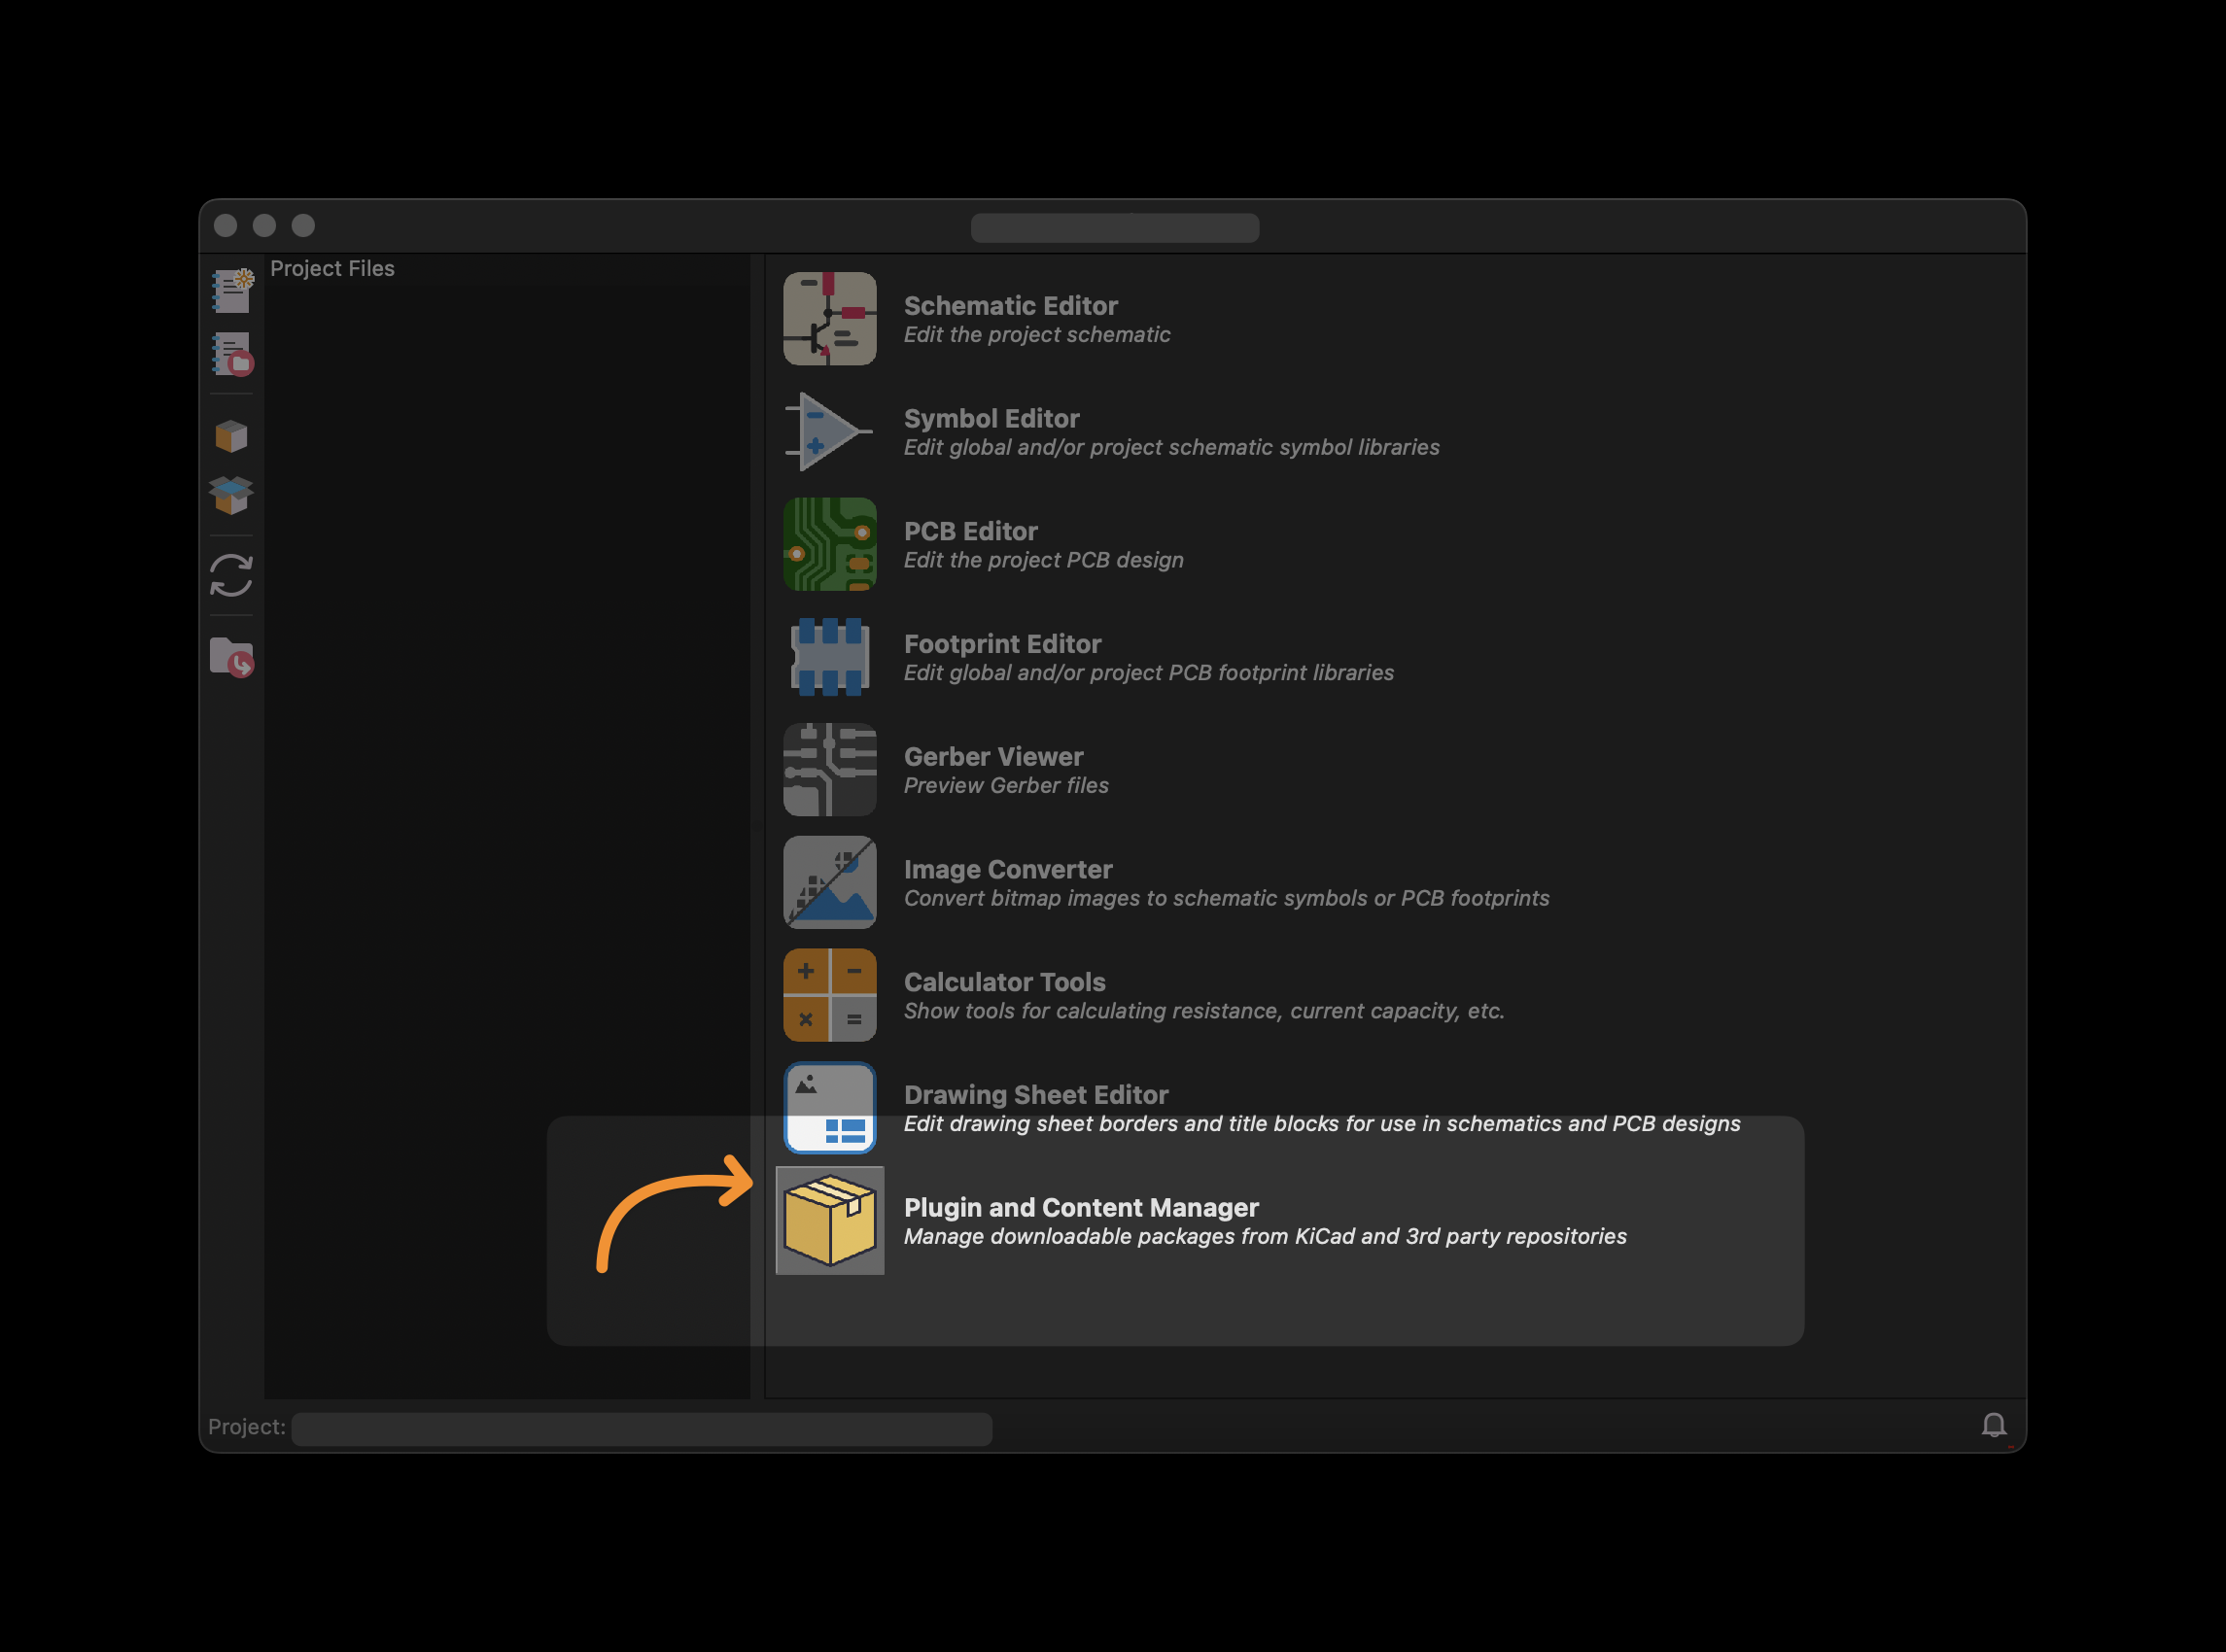 Project Files
Schematic Editor
Edit the project schematic
Symbol Editor
Edit global and/or project schematic symbol libraries
PCB Editor
Edit the project PCB design
Footprint Editor
Edit global and/or project PCB footprint libraries
Gerber Viewer
Preview Gerber files
Image Converter
Convert bitmap images to schematic symbols or PCB footprints
Calculator Tools
Show tools for calculating resistance, current capacity, etc.
Drawing Sheet Editor
Edit drawing sheet borders and title blocks for use in schematics and PCB designs
Plugin and Content Manager
Manage downloadable packages from KiCad and 3rd party repositories
Project: